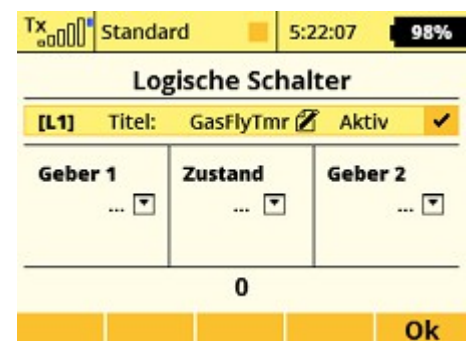 Tx Standard 5:22:07 98%
Logische Schalter
[L1] Titel: GasFlyTmr Aktiv
Geber 1 Zustand Geber 2
... ... ...
0
Ok